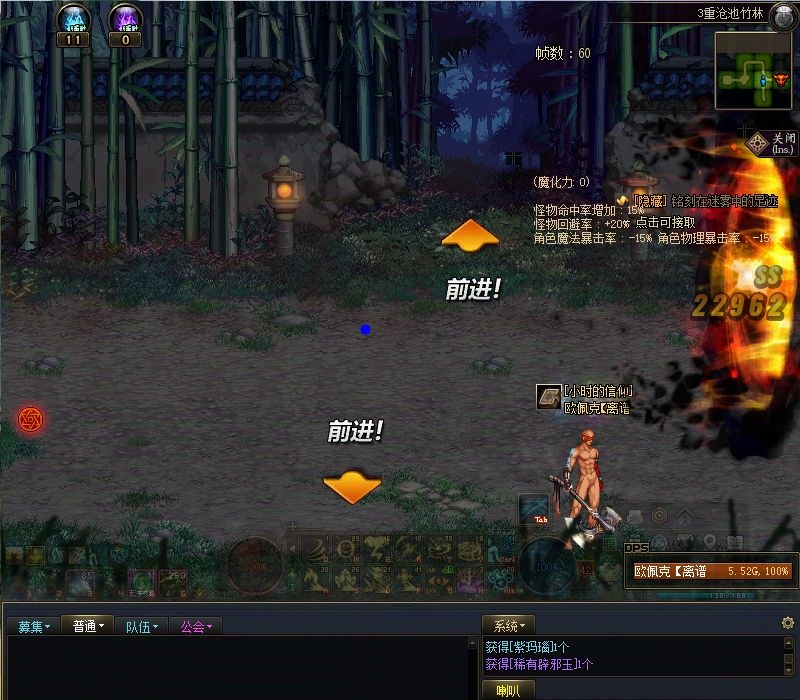 11
0
3重沧池竹林
帧数：60
关闭
(Ins.)
(魔化力: 0)
[隐藏] 铭刻在迷雾中的足迹
怪物命中率增加：15%
怪物回避率：+20% 点击可接取
角色魔法暴击率：-15% 角色物理暴击率：-15%
前进!
SS
22962
[小时的信仰]
欧佩克【离谱
前进!
Tab
100%
100%
42
DPS
欧佩克【离谱 5.52G,100%
募集
普通
队伍
公会
系统
获得[紫玛瑙]1个
获得[稀有辟邪玉]1个
喇叭